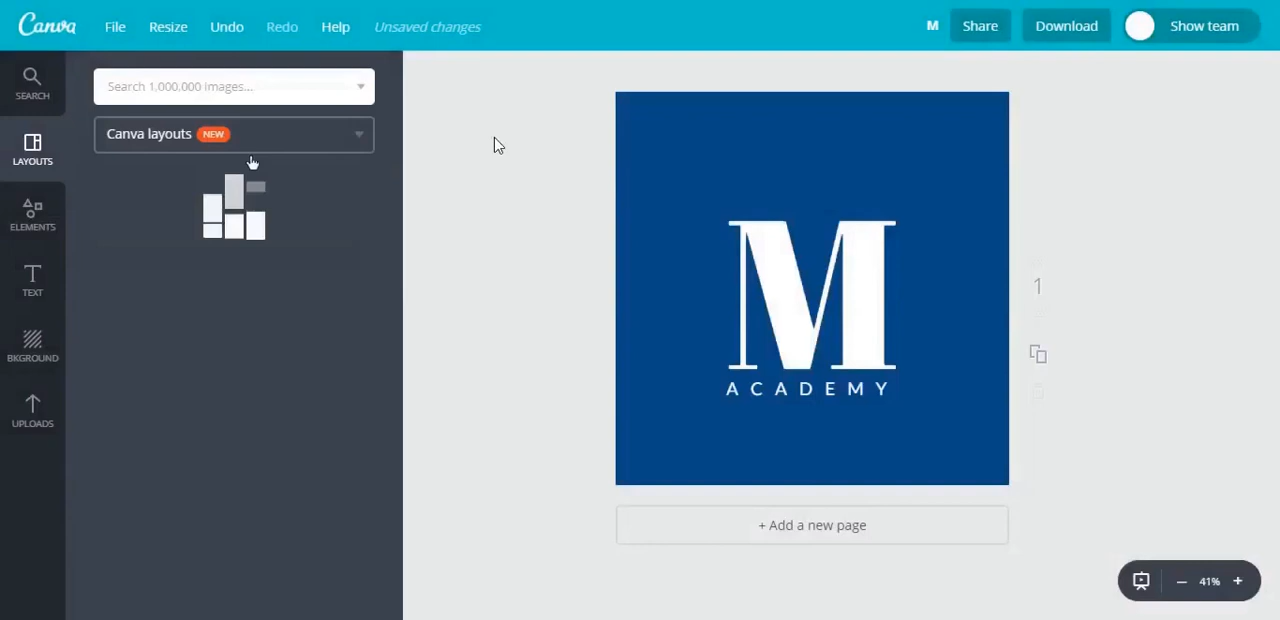 Canva File Resize Undo Redo Help Unsaved changes M Share Download Show team
SEARCH
LAYOUTS
ELEMENTS
TEXT
BKGROUND
UPLOADS
Search 1,000,000 images...
Canva layouts NEW
M
ACADEMY
1
+ Add a new page
41%